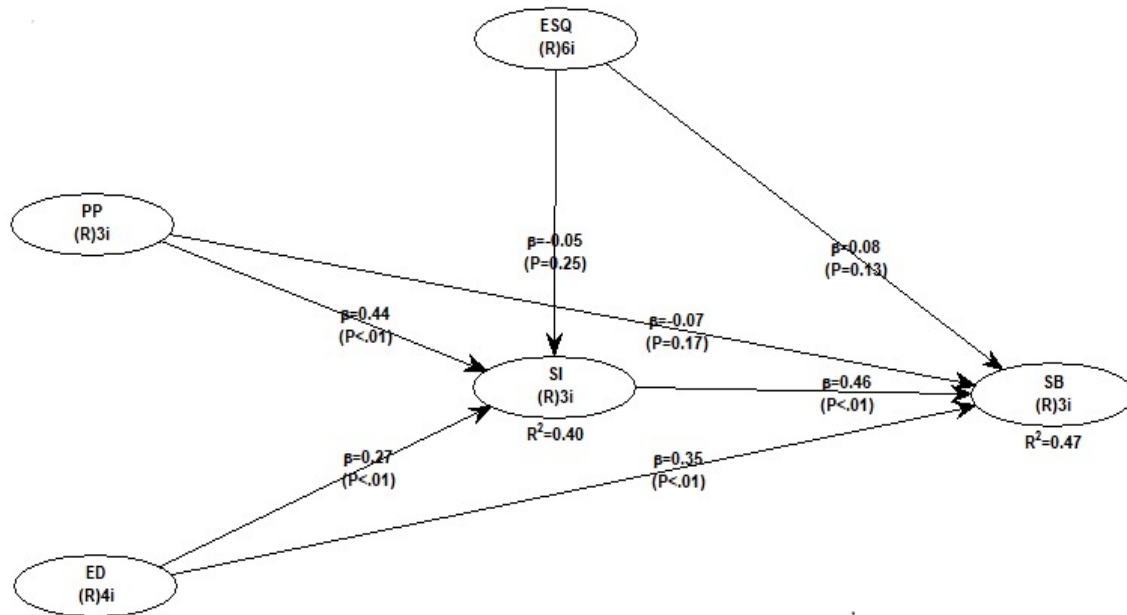 ESQ
(R)6i
PP
(R)3i
β=-0.05
(P=0.25)
β=0.08
(P=0.13)
β=0.44
(P<.01)
β=-0.07
(P=0.17)
SI
(R)3i
R²=0.40
β=0.46
(P<.01)
SB
(R)3i
R²=0.47
β=0.27
(P<.01)
β=0.35
(P<.01)
ED
(R)4i